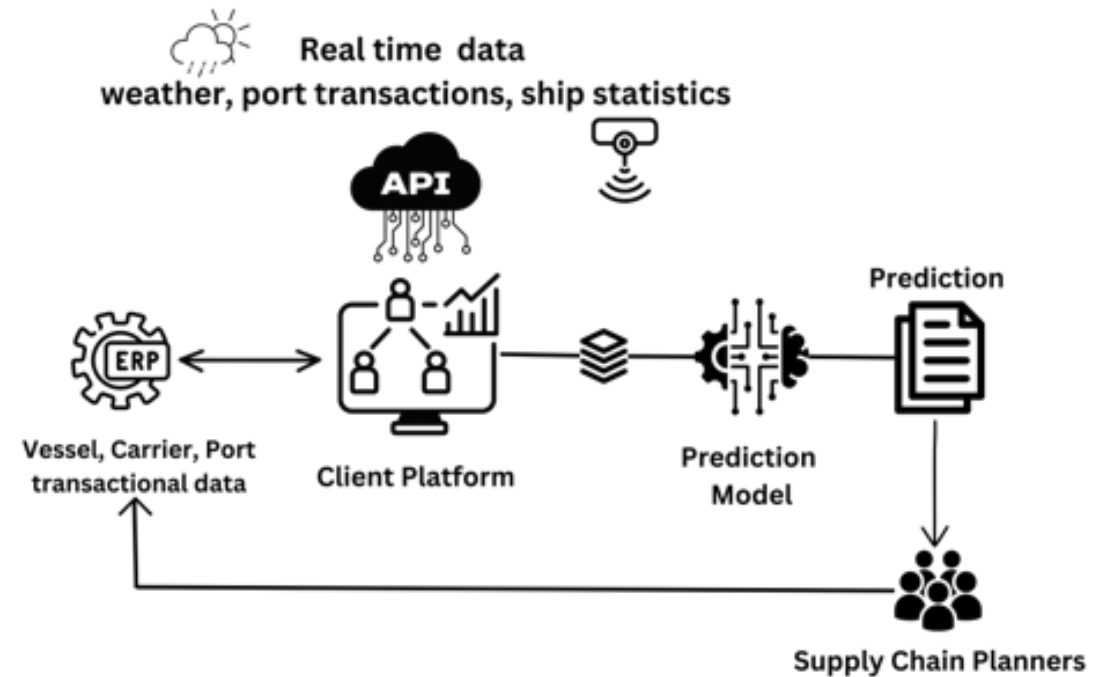 Real time data
weather, port transactions, ship statistics
API
Prediction
ERP
Vessel, Carrier, Port
transactional data
Client Platform
Prediction
Model
Supply Chain Planners